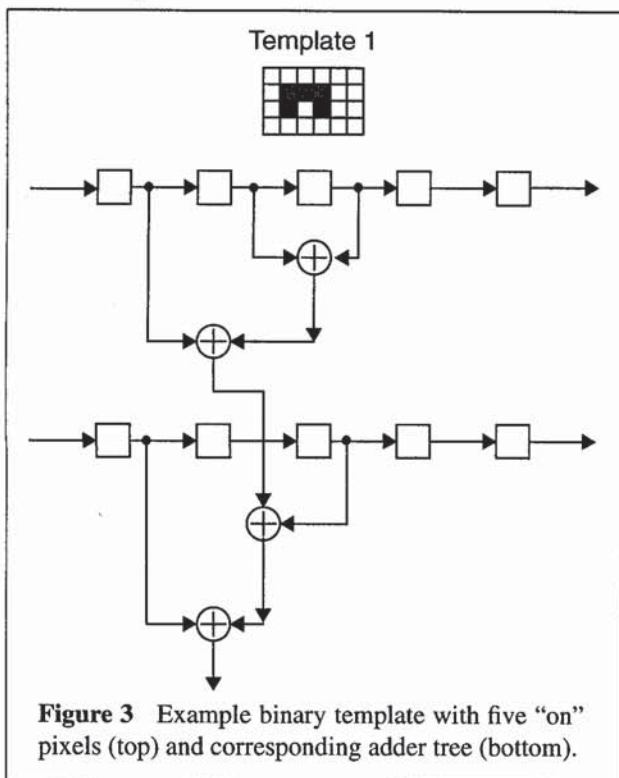 Template 1
Figure 3 Example binary template with five “on”
pixels (top) and corresponding adder tree (bottom).